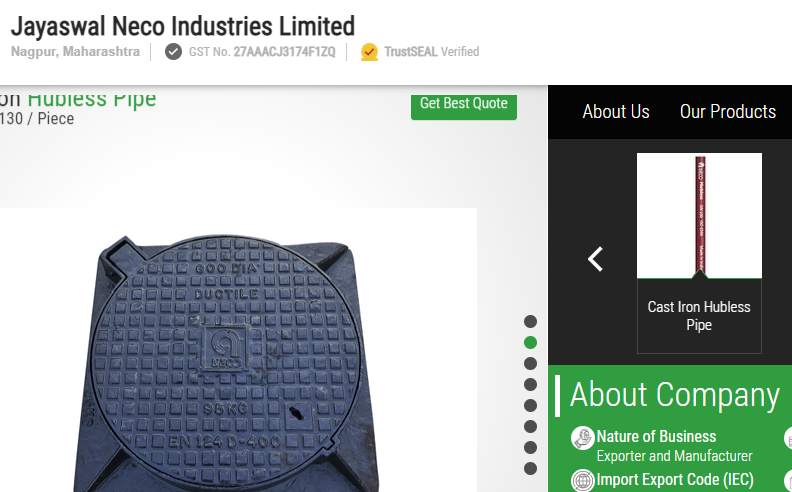 Jayaswal Neco Industries Limited
Nagpur, Maharashtra
GST No. 27AAACJ3174F1ZQ
TrustSEAL Verified
on Hubless Pipe
130 / Piece
Get Best Quote
600 DIA
DUCTILE
NECO
95KG
EN 124 D-400
About Us
Our Products
Cast Iron Hubless
Pipe
About Company
Nature of Business
Exporter and Manufacturer
Import Export Code (IEC)